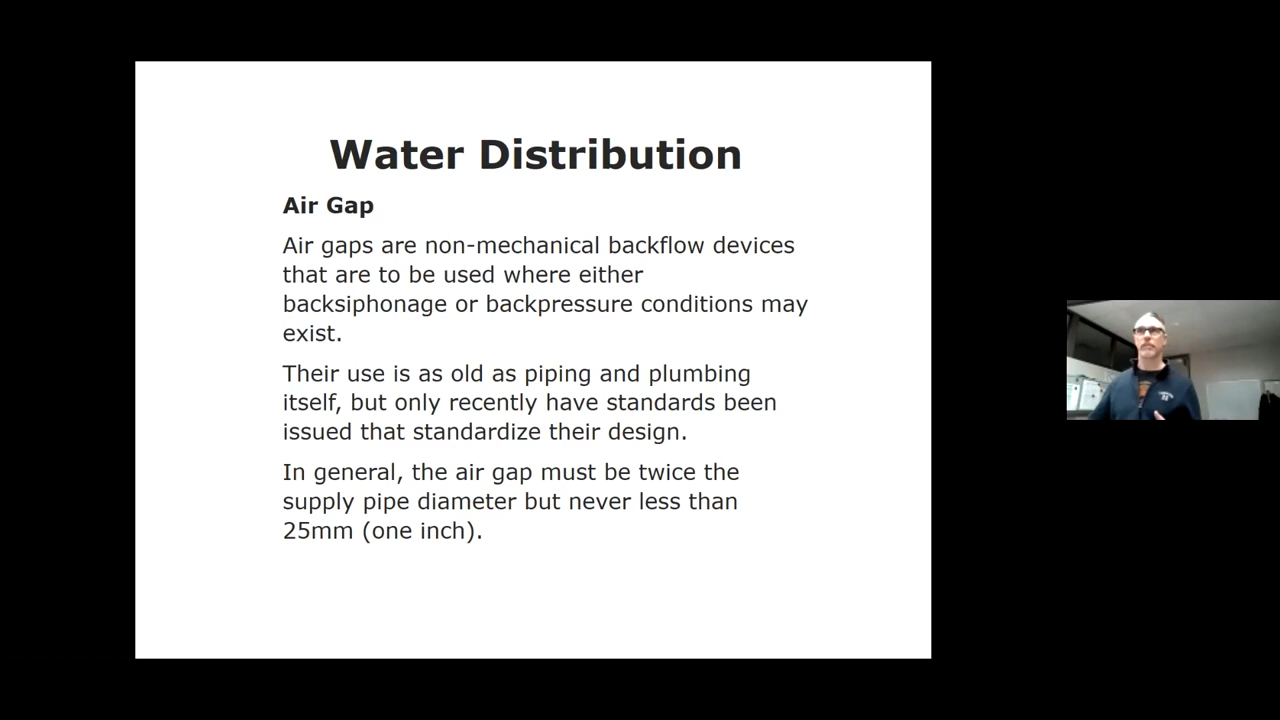 Water Distribution
Air Gap
Air gaps are non-mechanical backflow devices
that are to be used where either
backsiphonage or backpressure conditions may
exist.
Their use is as old as piping and plumbing
itself, but only recently have standards been
issued that standardize their design.
In general, the air gap must be twice the
supply pipe diameter but never less than
25mm (one inch).